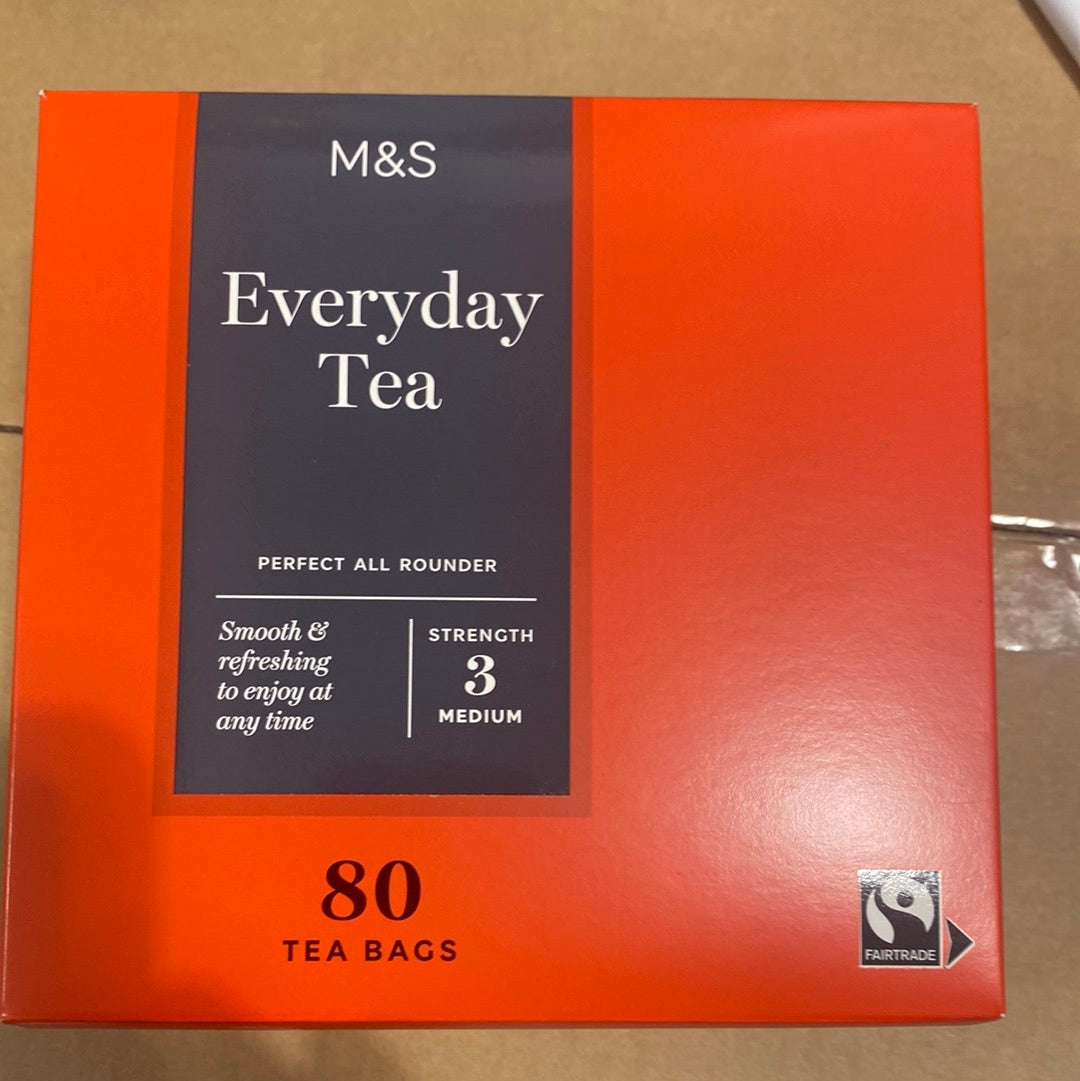 M&S
Everyday
Tea
PERFECT ALL ROUNDER
Smooth &
refreshing
to enjoy at
any time
STRENGTH
3
MEDIUM
80
TEA BAGS
FAIRTRADE